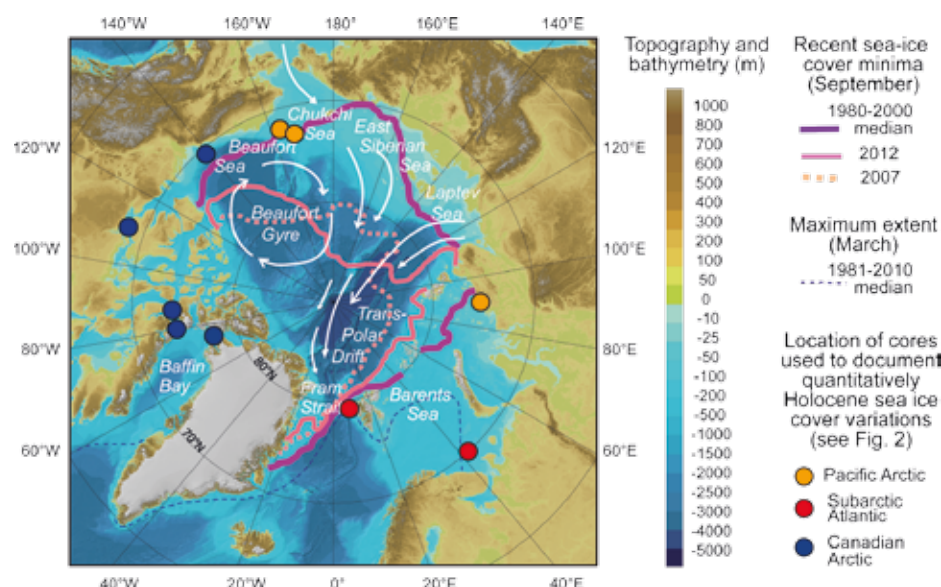 140°W 160°W 180° 160°E 140°E
120°W
100°W
80°W
60°W
120°E
100°E
80°E
60°E
40°W 20°W 0° 20°E 40°E
Chukchi
Sea
East
Siberian
Sea
Beaufort
Sea
Laptev
Sea
Beaufort
Gyre
Trans-
Polar
Drift
Baffin
Bay
80°N
70°N
Fram
Strait
Barents
Sea
Topography and
bathymetry (m)
1000
800
700
600
500
400
300
200
100
50
0
-10
-25
-50
-100
-200
-500
-1000
-2000
-2500
-3000
-4000
-5000
Recent sea-ice
cover minima
(September)
1980-2000
median
2012
2007
Maximum extent
(March)
1981-2010
median
Location of cores
used to document
quantitatively
Holocene sea ice
cover variations
(see Fig. 2)
Pacific Arctic
Subarctic
Atlantic
Canadian
Arctic